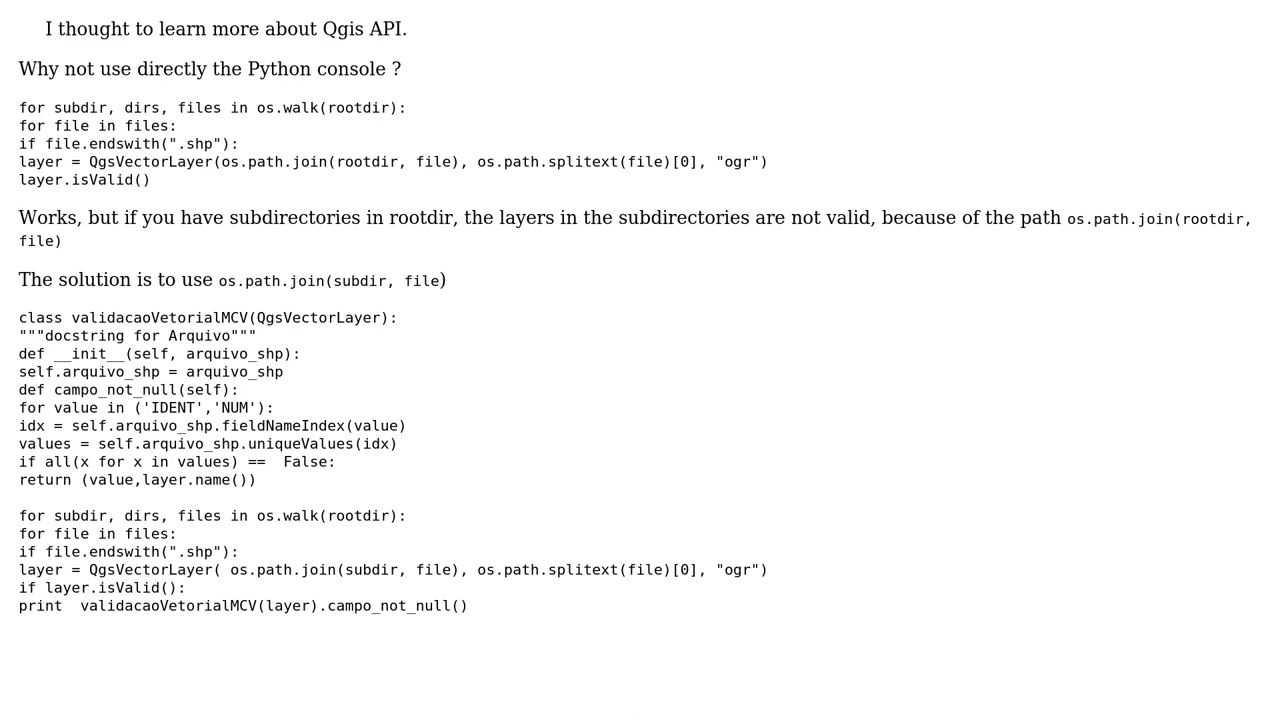 I thought to learn more about Qgis API.
Why not use directly the Python console ?
for subdir, dirs, files in os.walk(rootdir):
for file in files:
if file.endswith(".shp"):
layer = QgsVectorLayer(os.path.join(rootdir, file), os.path.splitext(file)[0], "ogr")
layer.isValid()
Works, but if you have subdirectories in rootdir, the layers in the subdirectories are not valid, because of the path os.path.join(rootdir,
file)
The solution is to use os.path.join(subdir, file)
class validacaoVetorialMCV(QgsVectorLayer):
"""docstring for Arquivo"""
def __init__(self, arquivo_shp):
self.arquivo_shp = arquivo_shp
def campo_not_null(self):
for value in ('IDENT','NUM'):
idx = self.arquivo_shp.fieldNameIndex(value)
values = self.arquivo_shp.uniqueValues(idx)
if all(x for x in values) ==  False:
return (value,layer.name())
for subdir, dirs, files in os.walk(rootdir):
for file in files:
if file.endswith(".shp"):
layer = QgsVectorLayer( os.path.join(subdir, file), os.path.splitext(file)[0], "ogr")
if layer.isValid():
print  validacaoVetorialMCV(layer).campo_not_null()